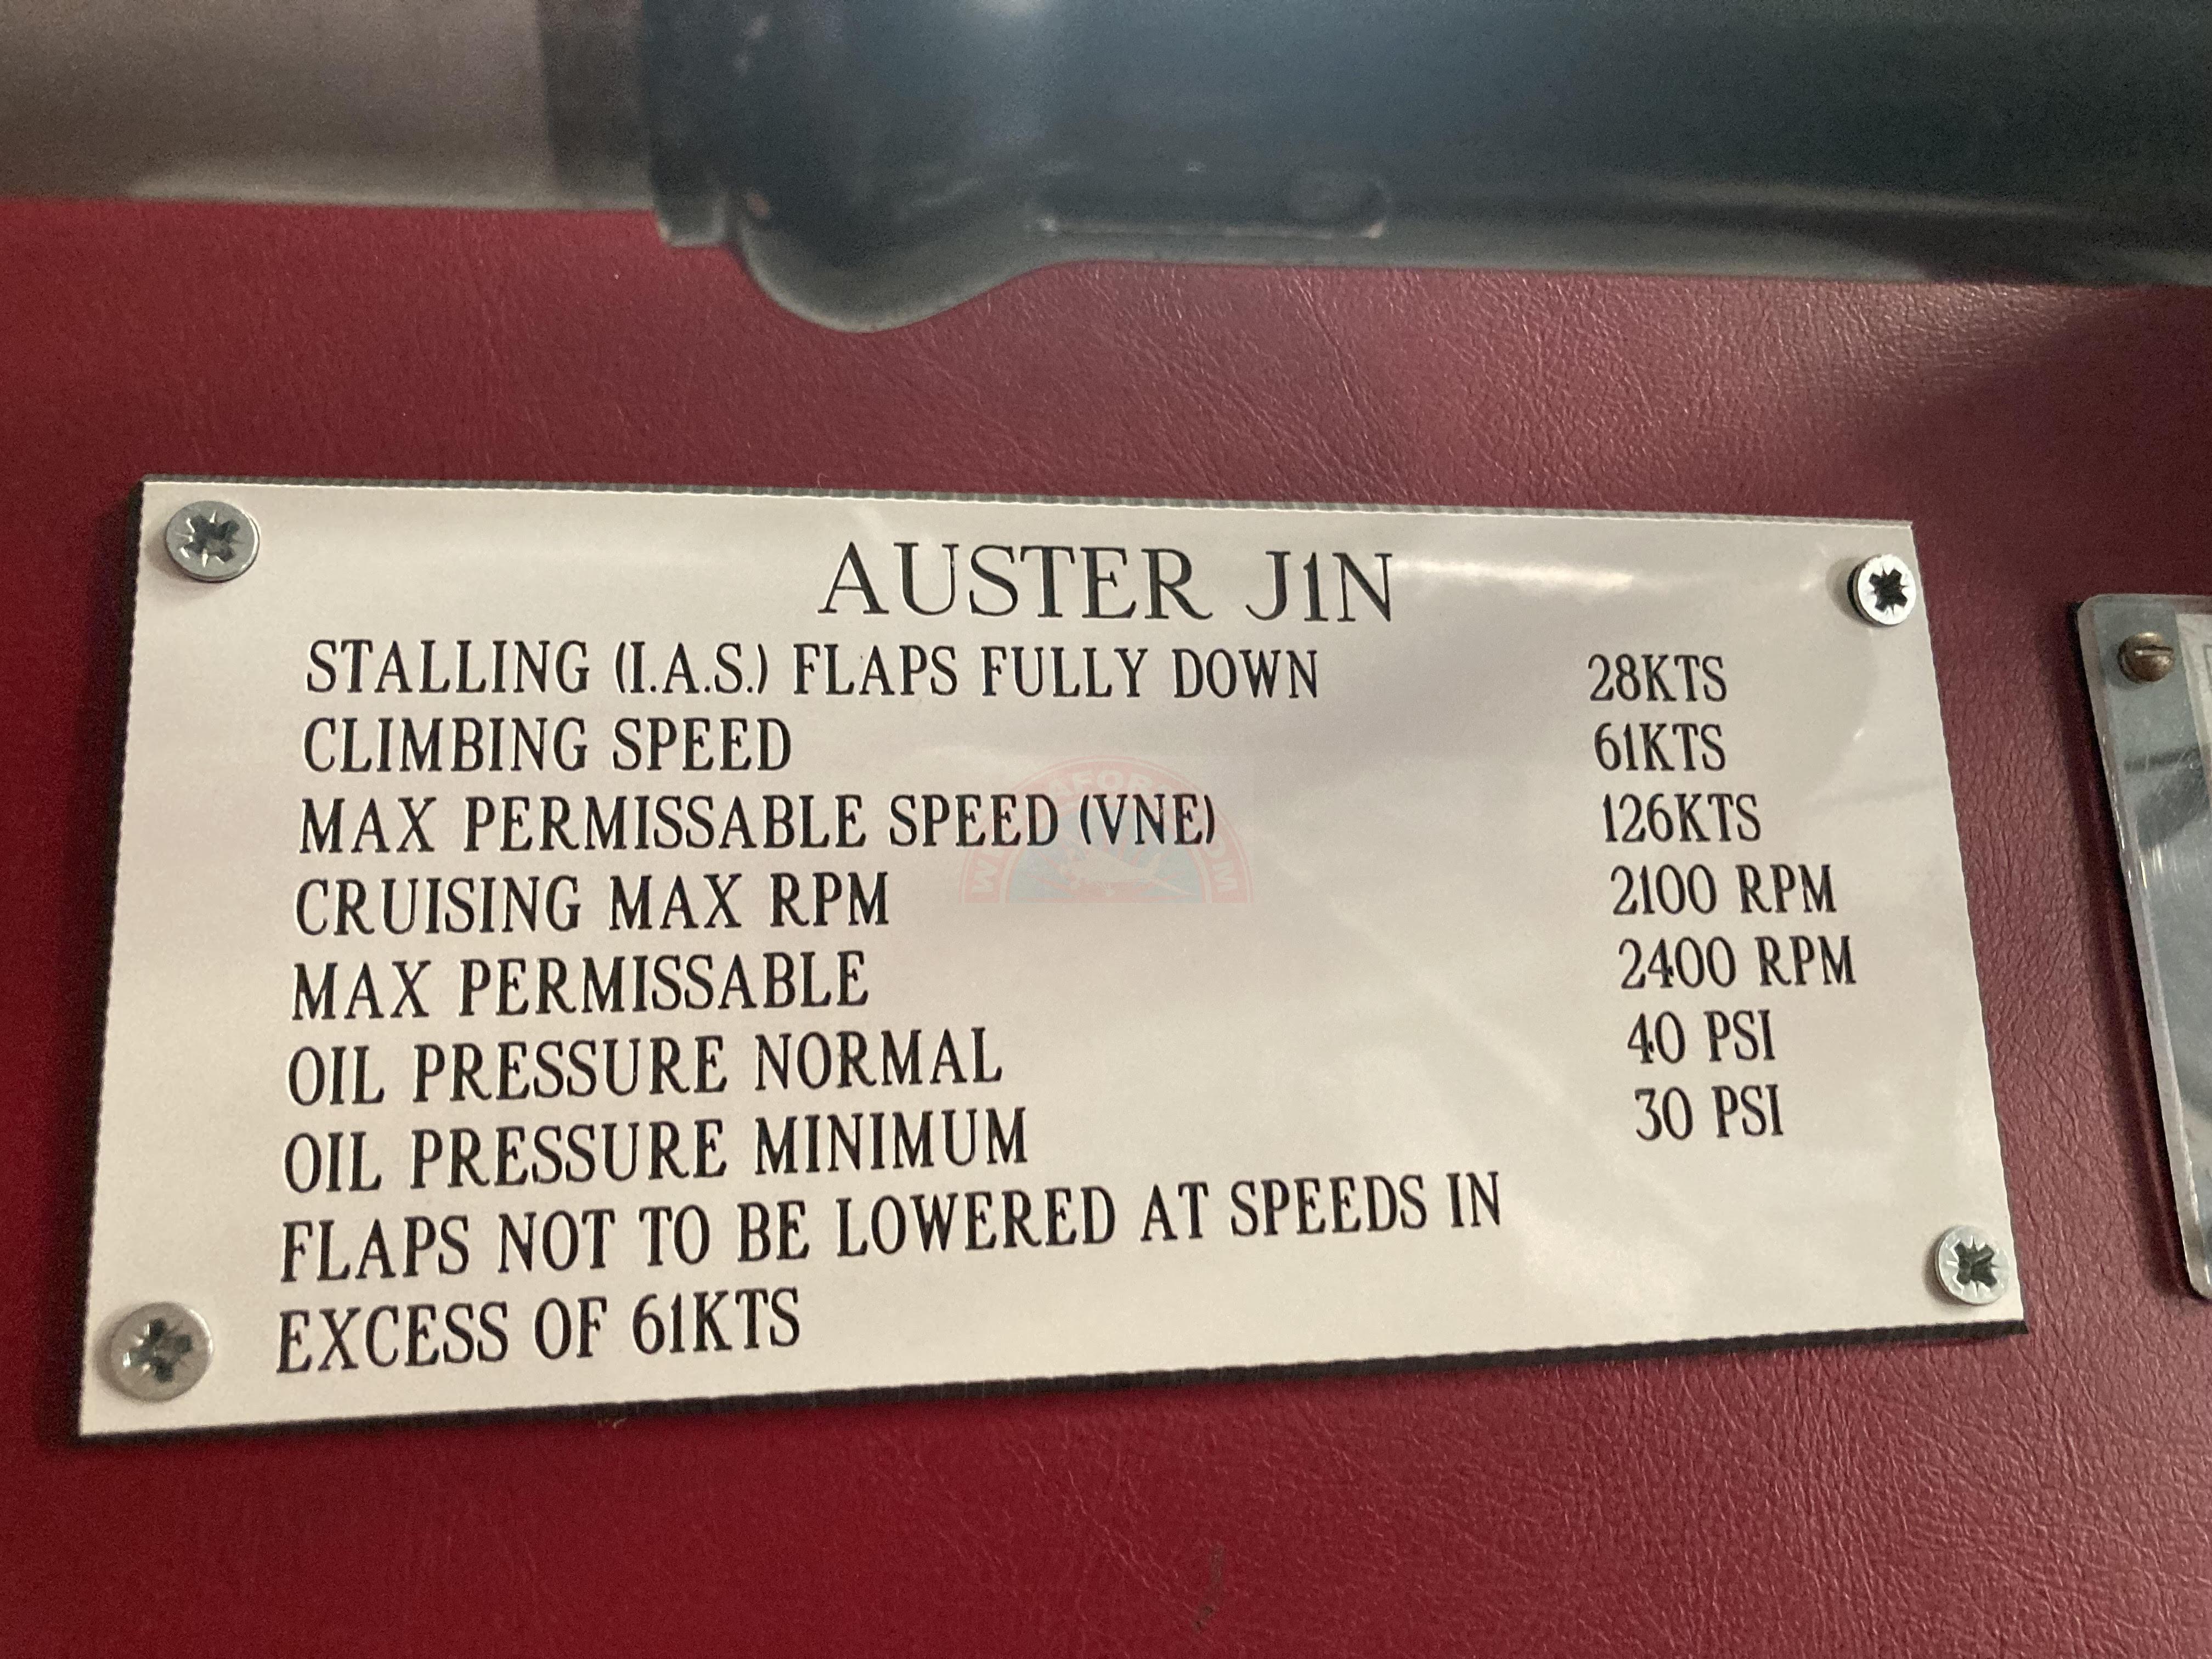 AUSTER J1N
STALLING (I.A.S.) FLAPS FULLY DOWN 28KTS
CLIMBING SPEED 61KTS
MAX PERMISSABLE SPEED (VNE) 126KTS
CRUISING MAX RPM 2100 RPM
MAX PERMISSABLE 2400 RPM
OIL PRESSURE NORMAL 40 PSI
OIL PRESSURE MINIMUM 30 PSI
FLAPS NOT TO BE LOWERED AT SPEEDS IN
EXCESS OF 61KTS